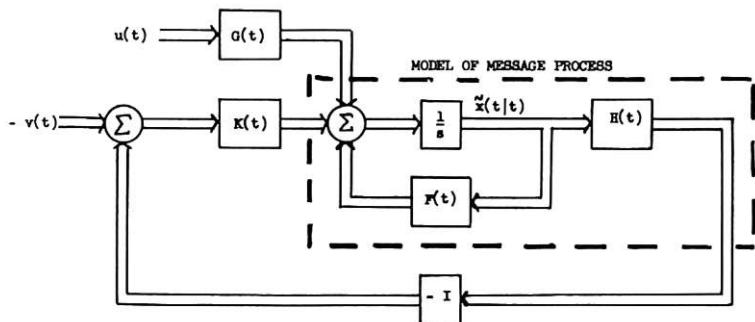 u(t)
G(t)
MODEL OF MESSAGE PROCESS
- v(t)
Σ
K(t)
Σ
1/s
x̃(t|t)
H(t)
F(t)
- I